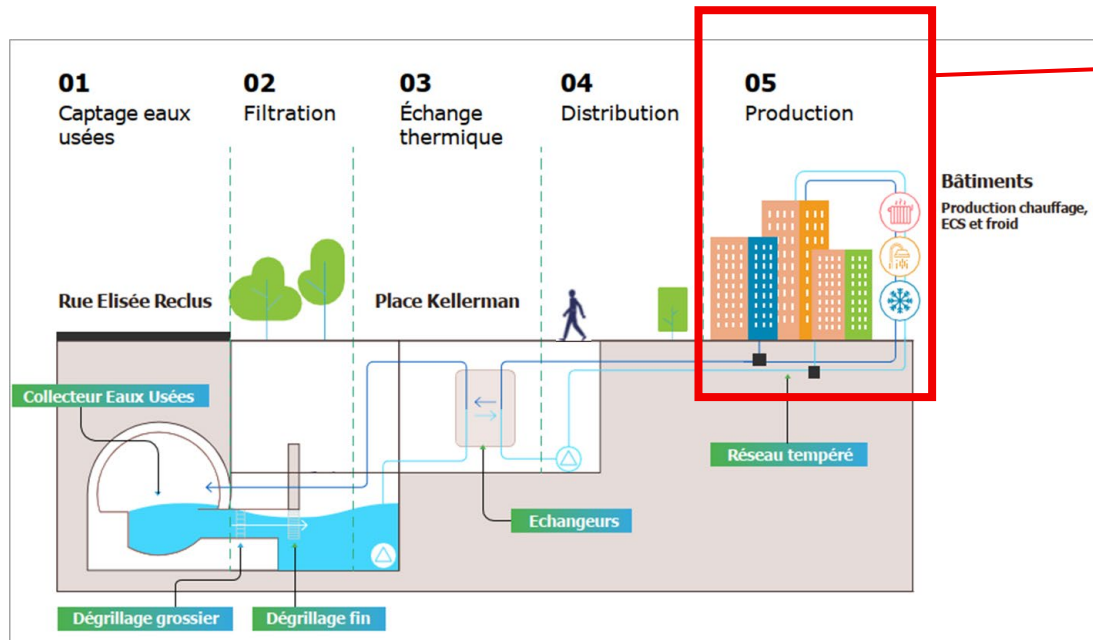 01
Captage eaux
usées
02
Filtration
03
Échange
thermique
04
Distribution
05
Production
Bâtiments
Production chauffage,
ECS et froid
Rue Elisée Reclus
Place Kellerman
Collecteur Eaux Usées
Réseau tempéré
Echangeurs
Dégrillage grossier
Dégrillage fin